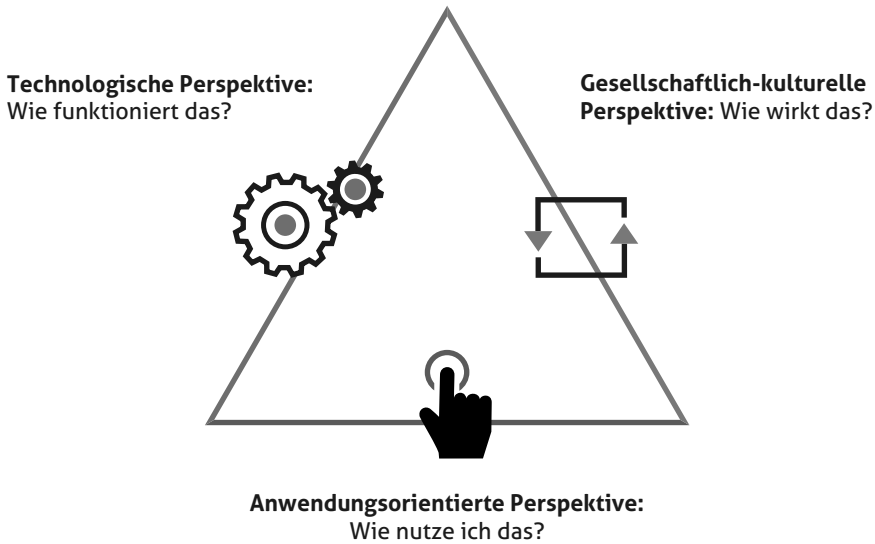 Technologische Perspektive:
Wie funktioniert das?
Gesellschaftlich-kulturelle
Perspektive: Wie wirkt das?
Anwendungsorientierte Perspektive:
Wie nutze ich das?